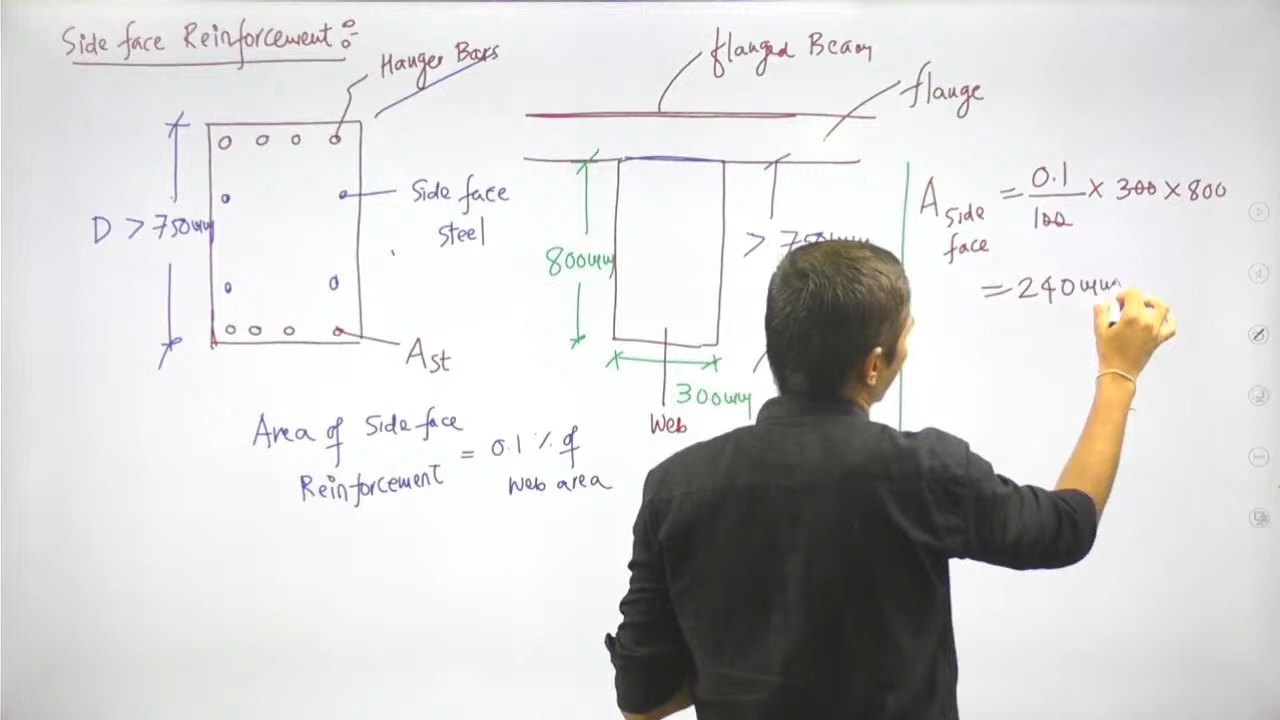 Side face Reinforcement:-
Hanger Bars
D > 750mm
Side face
steel
Ast
Area of Side face
Reinforcement = 0.1 % of
web area
flanged Beam
flange
800mm
> 750mm
300mm
Web
A side face = 0.1/100 × 300 × 800
= 240mm